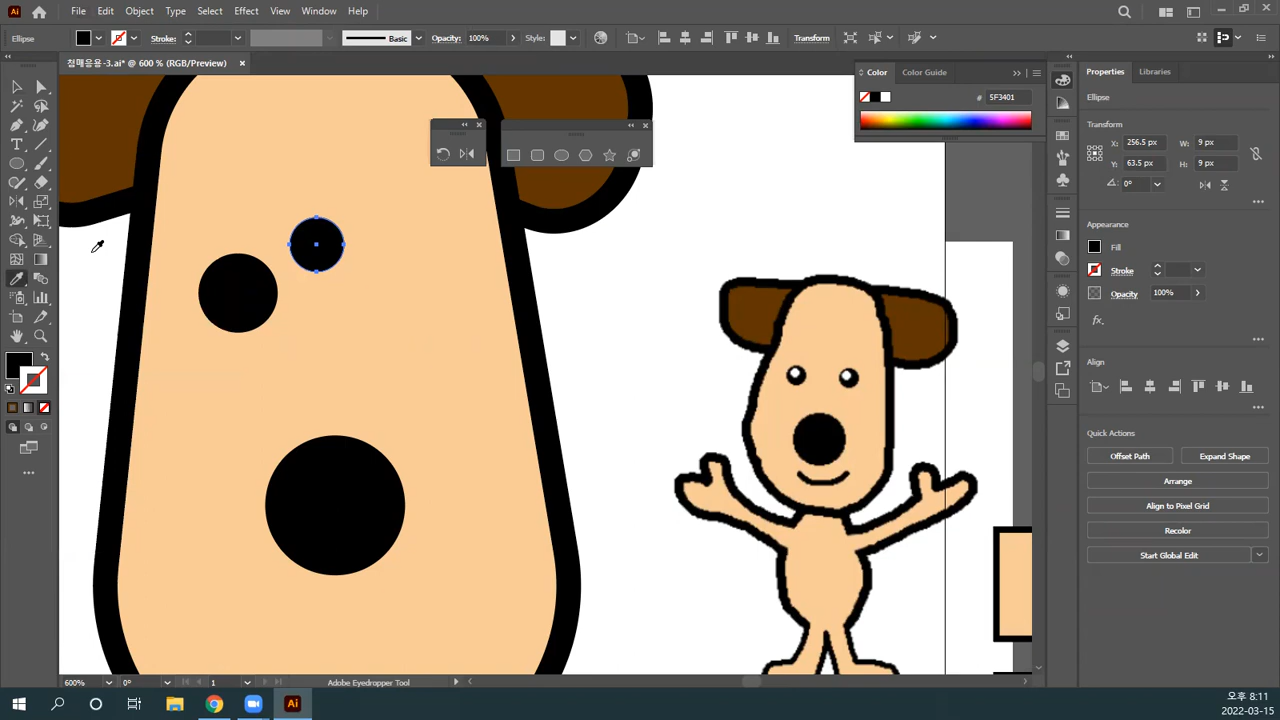 Ai
File Edit Object Type Select Effect View Window Help
Ellipse Stroke: Basic Opacity: 100% Style: Transform
첨매응용-3.ai* @ 600 % (RGB/Preview)
Color Color Guide
# 5F3401
Properties Libraries
Ellipse
Transform
X: 256.5 px W: 9 px
Y: 63.5 px H: 9 px
0°
Appearance
Fill
Stroke
Opacity 100%
fx
Align
Quick Actions
Offset Path Expand Shape
Arrange
Align to Pixel Grid
Recolor
Start Global Edit
600% 0° 1 Adobe Eyedropper Tool
Ai
오후 8:11
2022-03-15